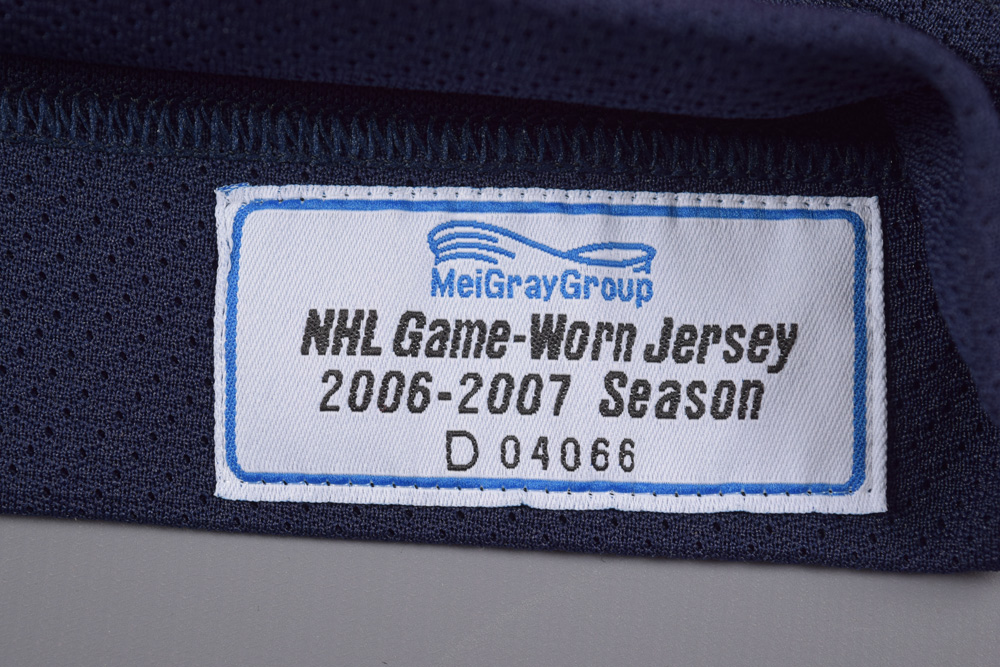 MeiGrayGroup
NHL Game-Worn Jersey
2006-2007 Season
D 04066